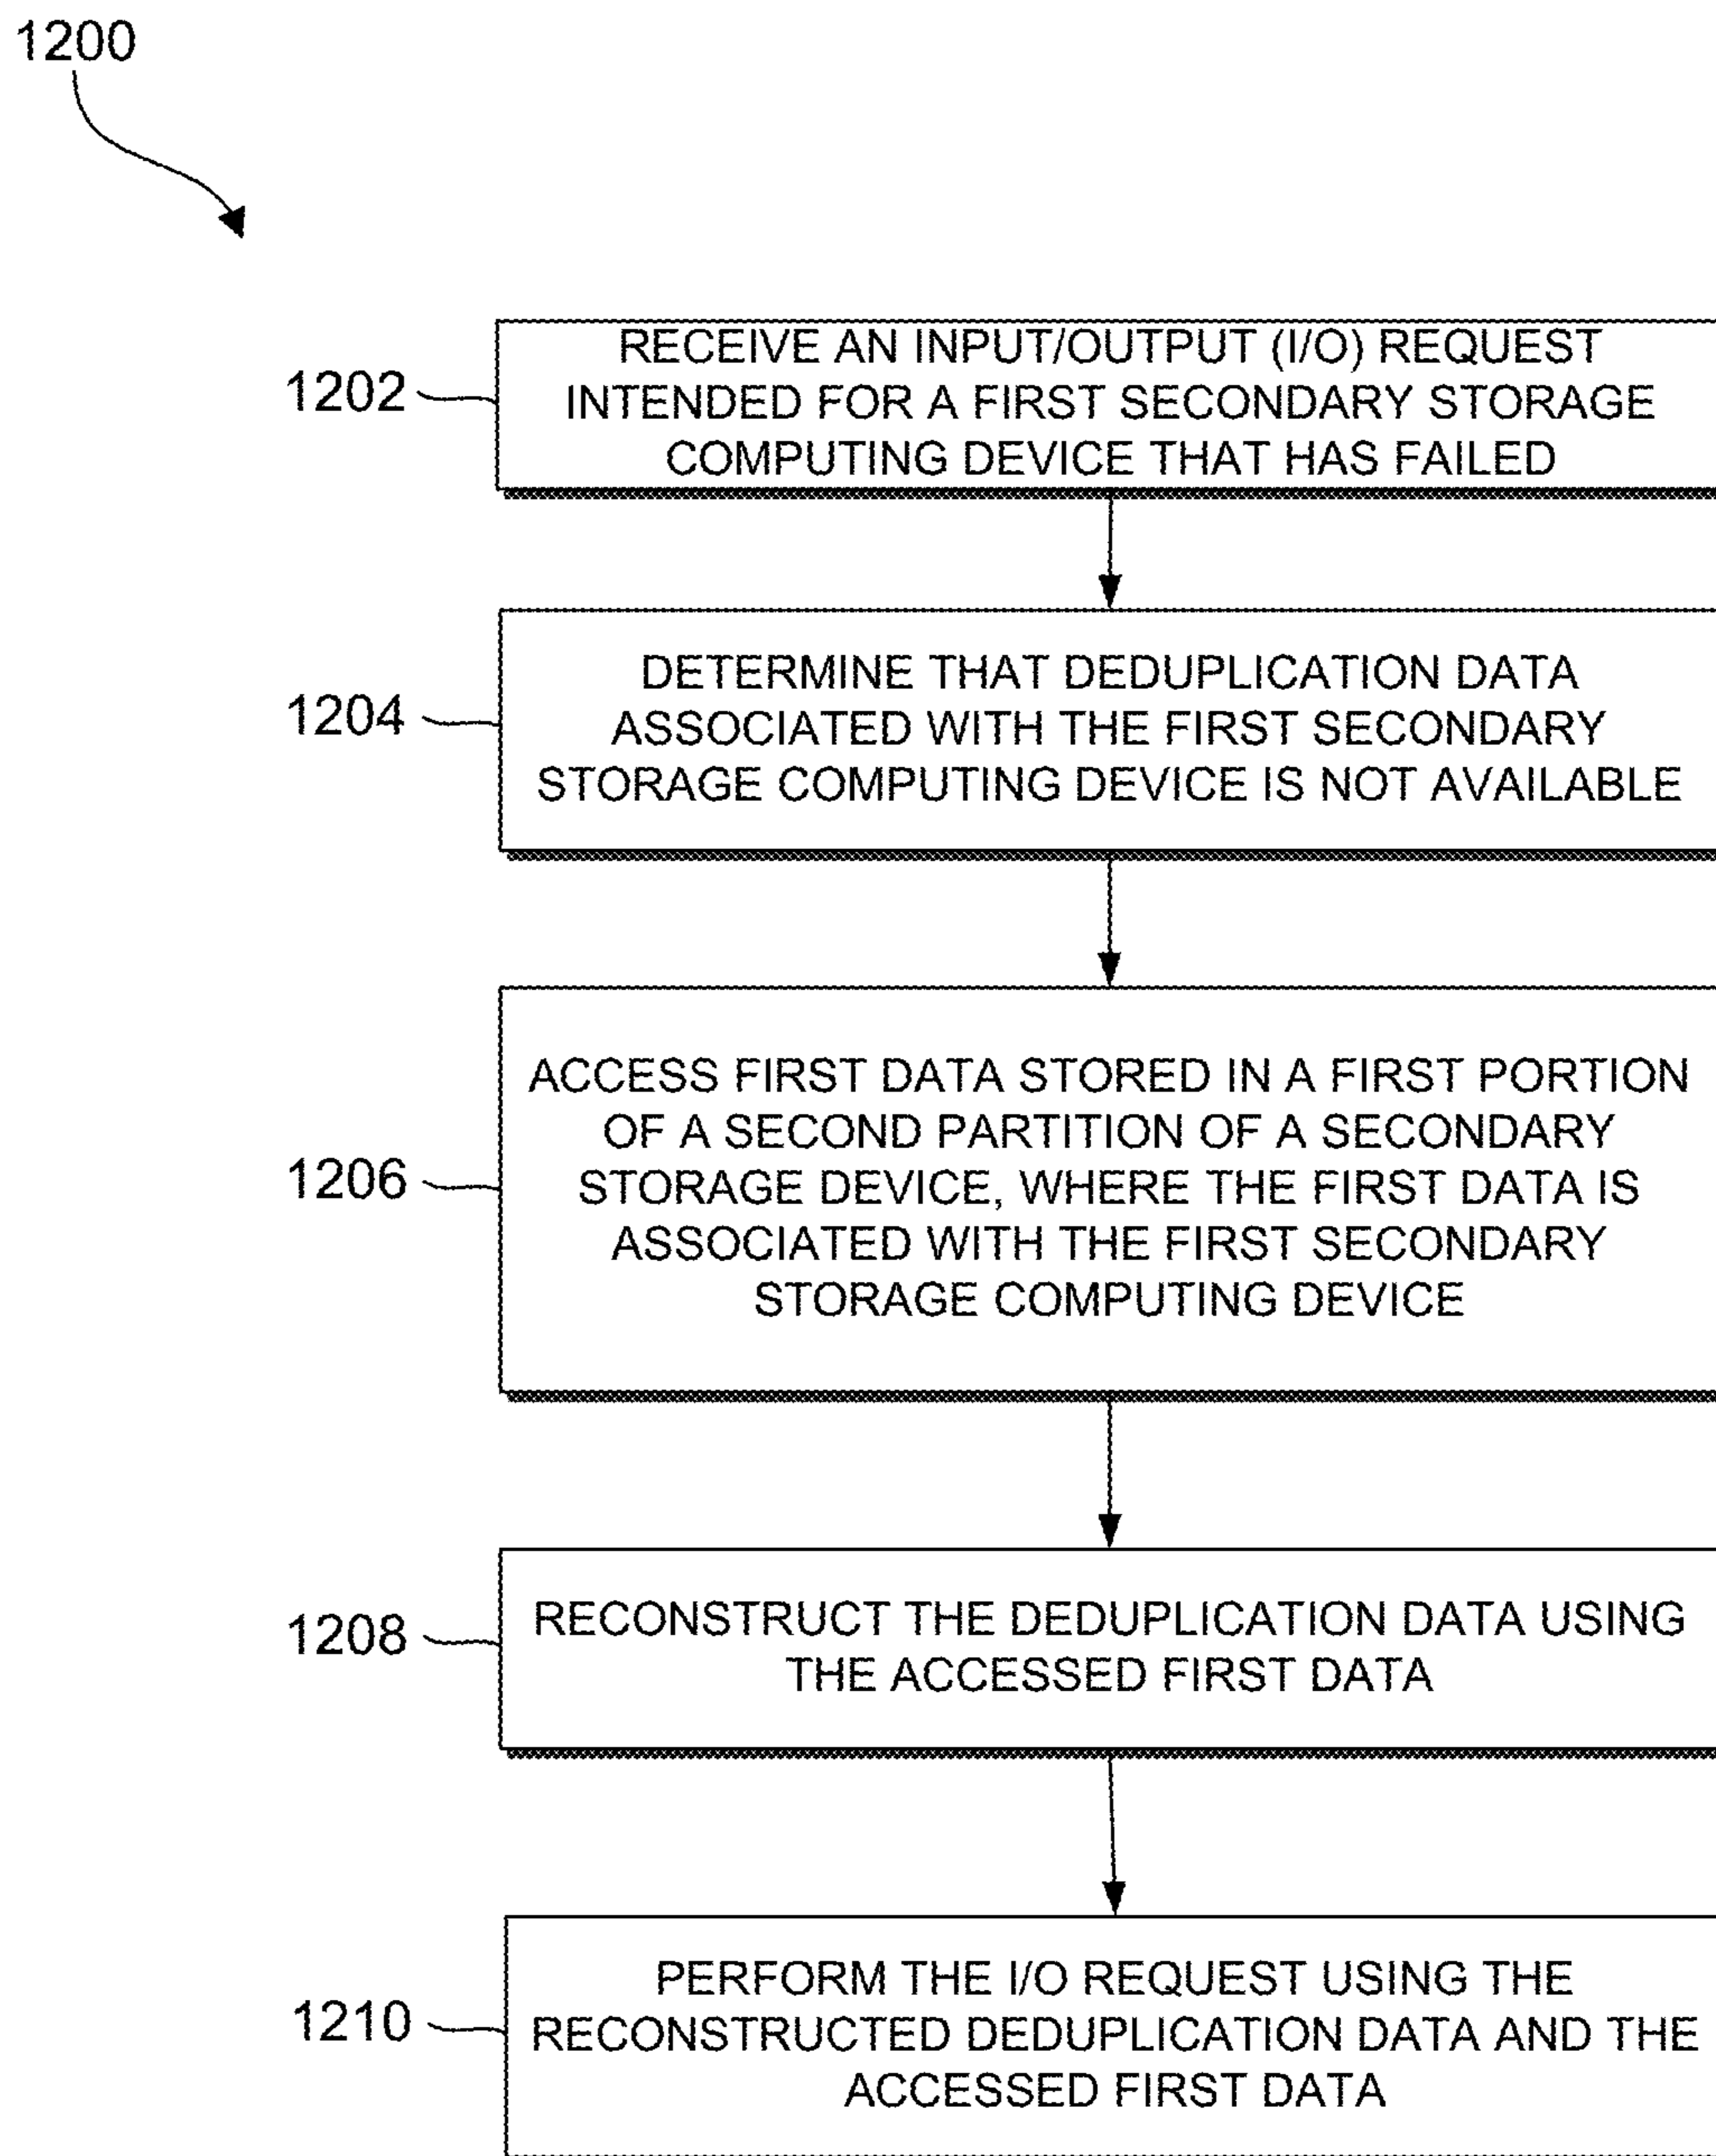 1200
1202
RECEIVE AN INPUT/OUTPUT (I/O) REQUEST
INTENDED FOR A FIRST SECONDARY STORAGE
COMPUTING DEVICE THAT HAS FAILED
1204
DETERMINE THAT DEDUPLICATION DATA
ASSOCIATED WITH THE FIRST SECONDARY
STORAGE COMPUTING DEVICE IS NOT AVAILABLE
1206
ACCESS FIRST DATA STORED IN A FIRST PORTION
OF A SECOND PARTITION OF A SECONDARY
STORAGE DEVICE, WHERE THE FIRST DATA IS
ASSOCIATED WITH THE FIRST SECONDARY
STORAGE COMPUTING DEVICE
1208
RECONSTRUCT THE DEDUPLICATION DATA USING
THE ACCESSED FIRST DATA
1210
PERFORM THE I/O REQUEST USING THE
RECONSTRUCTED DEDUPLICATION DATA AND THE
ACCESSED FIRST DATA